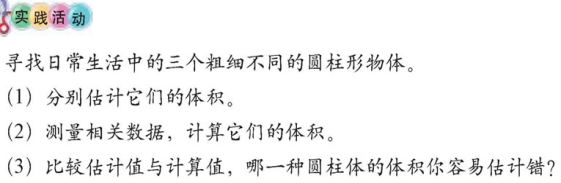 实践活动
寻找日常生活中的三个粗细不同的圆柱形物体。
(1) 分别估计它们的体积。
(2) 测量相关数据，计算它们的体积。
(3) 比较估计值与计算值，哪一种圆柱体的体积你容易估计错？